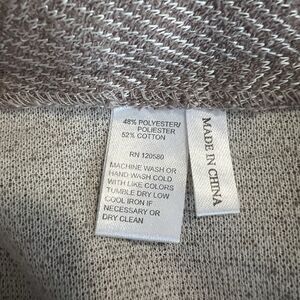 48% POLYESTER/
POLIESTER
52% COTTON
RN 120580
MACHINE WASH OR
HAND WASH COLD
WITH LIKE COLORS
TUMBLE DRY LOW
COOL IRON IF
NECESSARY OR
DRY CLEAN
MADE IN CHINA